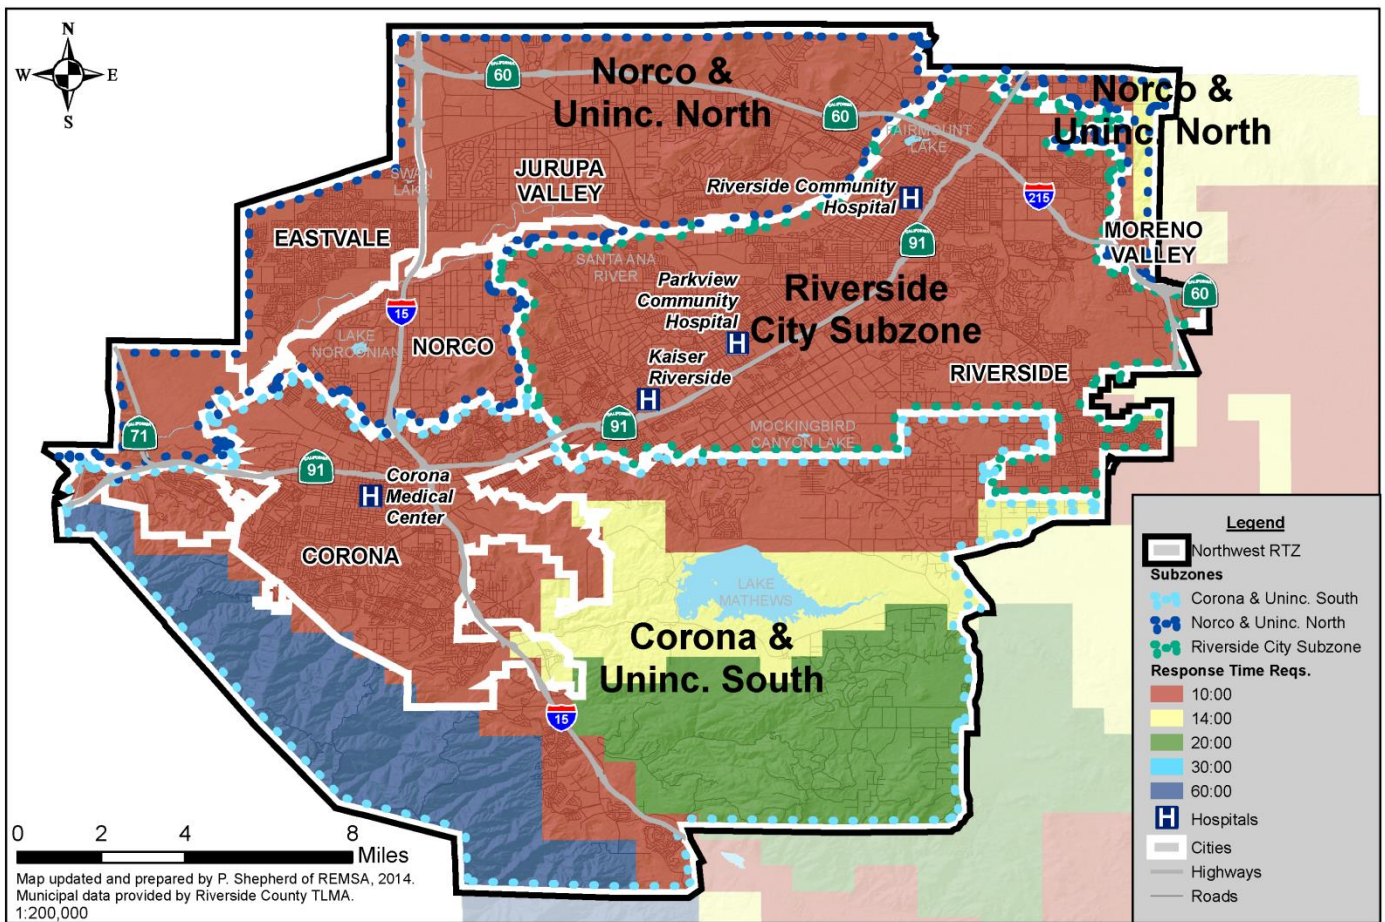 N
W
E
S
Norco &
Uninc. North
Norco &
Uninc. North
60
60
FAIRMOUNT
LAKE
SWAN
LAKE
JURUPA
VALLEY
Riverside Community
Hospital
215
EASTVALE
91
MORENO
VALLEY
SANTA ANA
RIVER
Parkview
Community
Hospital
Riverside
City Subzone
60
15
LAKE
NORCONIAN
NORCO
Kaiser
Riverside
RIVERSIDE
71
91
MOCKINGBIRD
CANYON LAKE
91
Corona
Medical
Center
CORONA
LAKE
MATHEWS
Corona &
Uninc. South
15
Legend
Northwest RTZ
Subzones
Corona & Uninc. South
Norco & Uninc. North
Riverside City Subzone
Response Time Reqs.
10:00
14:00
20:00
30:00
60:00
H Hospitals
Cities
Highways
Roads
0 2 4 8
Miles
Map updated and prepared by P. Shepherd of REMSA, 2014.
Municipal data provided by Riverside County TLMA.
1:200,000